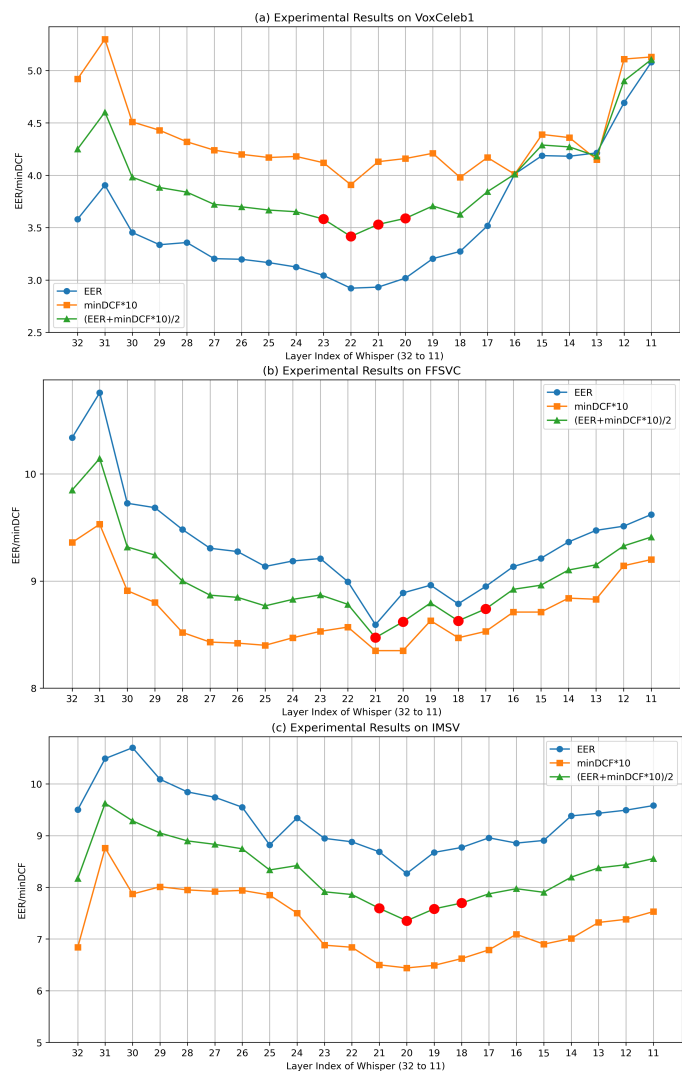 (a) Experimental Results on VoxCeleb1
EER/minDCF
5.0
4.5
4.0
3.5
3.0
2.5
EER
minDCF*10
(EER+minDCF*10)/2
32 31 30 29 28 27 26 25 24 23 22 21 20 19 18 17 16 15 14 13 12 11
Layer Index of Whisper (32 to 11)
(b) Experimental Results on FFSVC
EER
minDCF*10
(EER+minDCF*10)/2
EER/minDCF
10
9
8
32 31 30 29 28 27 26 25 24 23 22 21 20 19 18 17 16 15 14 13 12 11
Layer Index of Whisper (32 to 11)
(c) Experimental Results on IMSV
EER
minDCF*10
(EER+minDCF*10)/2
EER/minDCF
10
9
8
7
6
5
32 31 30 29 28 27 26 25 24 23 22 21 20 19 18 17 16 15 14 13 12 11
Layer Index of Whisper (32 to 11)